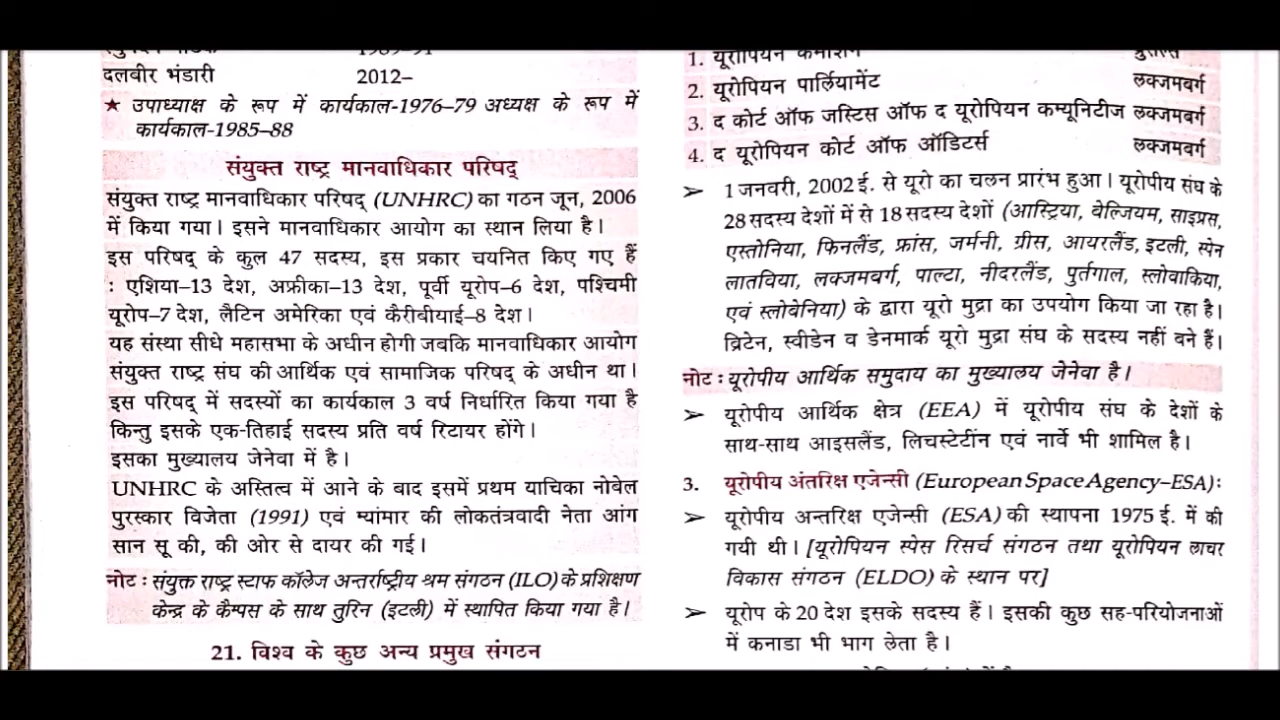 दलबीर भंडारी 2012–
★ उपाध्याक्ष के रूप में कार्यकाल-1976–79 अध्यक्ष के रूप में
कार्यकाल-1985–88
संयुक्त राष्ट्र मानवाधिकार परिषद्
संयुक्त राष्ट्र मानवाधिकार परिषद् (UNHRC) का गठन जून, 2006
में किया गया। इसने मानवाधिकार आयोग का स्थान लिया है।
इस परिषद् के कुल 47 सदस्य, इस प्रकार चयनित किए गए हैं
: एशिया–13 देश, अफ्रीका–13 देश, पूर्वी यूरोप–6 देश, पश्चिमी
यूरोप–7 देश, लैटिन अमेरिका एवं कैरीबीयाई–8 देश।
यह संस्था सीधे महासभा के अधीन होगी जबकि मानवाधिकार आयोग
संयुक्त राष्ट्र संघ की आर्थिक एवं सामाजिक परिषद् के अधीन था।
इस परिषद् में सदस्यों का कार्यकाल 3 वर्ष निर्धारित किया गया है
किन्तु इसके एक-तिहाई सदस्य प्रति वर्ष रिटायर होंगे।
इसका मुख्यालय जेनेवा में है।
UNHRC के अस्तित्व में आने के बाद इसमें प्रथम याचिका नोबेल
पुरस्कार विजेता (1991) एवं म्यांमार की लोकतंत्रवादी नेता आंग
सान सू की, की ओर से दायर की गई।
नोट : संयुक्त राष्ट्र स्टाफ कॉलेज अन्तर्राष्ट्रीय श्रम संगठन (ILO) के प्रशिक्षण
केन्द्र के कैम्पस के साथ तुरिन (इटली) में स्थापित किया गया है।
21. विश्व के कुछ अन्य प्रमुख संगठन
1. यूरोपियन कमीशन
2. यूरोपियन पार्लियामेंट लक्जमबर्ग
3. द कोर्ट ऑफ जस्टिस ऑफ द यूरोपियन कम्यूनिटीज लक्जमबर्ग
4. द यूरोपियन कोर्ट ऑफ ऑडिटर्स लक्जमबर्ग
➢ 1 जनवरी, 2002 ई. से यूरो का चलन प्रारंभ हुआ। यूरोपीय संघ के
28 सदस्य देशों में से 18 सदस्य देशों (आस्ट्रिया, बेल्जियम, साइप्रस,
एस्तोनिया, फिनलैंड, फ्रांस, जर्मनी, ग्रीस, आयरलैंड, इटली, स्पेन
लातविया, लक्जमबर्ग, पाल्टा, नीदरलैंड, पुर्तगाल, स्लोवाकिया,
एवं स्लोबेनिया) के द्वारा यूरो मुद्रा का उपयोग किया जा रहा है।
ब्रिटेन, स्वीडेन व डेनमार्क यूरो मुद्रा संघ के सदस्य नहीं बने हैं।
नोट : यूरोपीय आर्थिक समुदाय का मुख्यालय जेनेवा है।
➢ यूरोपीय आर्थिक क्षेत्र (EEA) में यूरोपीय संघ के देशों के
साथ-साथ आइसलैंड, लिचस्टेटींन एवं नार्वे भी शामिल है।
3. यूरोपीय अंतरिक्ष एजेन्सी (European Space Agency–ESA):
➢ यूरोपीय अन्तरिक्ष एजेन्सी (ESA) की स्थापना 1975 ई. में की
गयी थी। [यूरोपियन स्पेस रिसर्च संगठन तथा यूरोपियन लाचर
विकास संगठन (ELDO) के स्थान पर]
➢ यूरोप के 20 देश इसके सदस्य हैं। इसकी कुछ सह-परियोजनाओं
में कनाडा भी भाग लेता है।